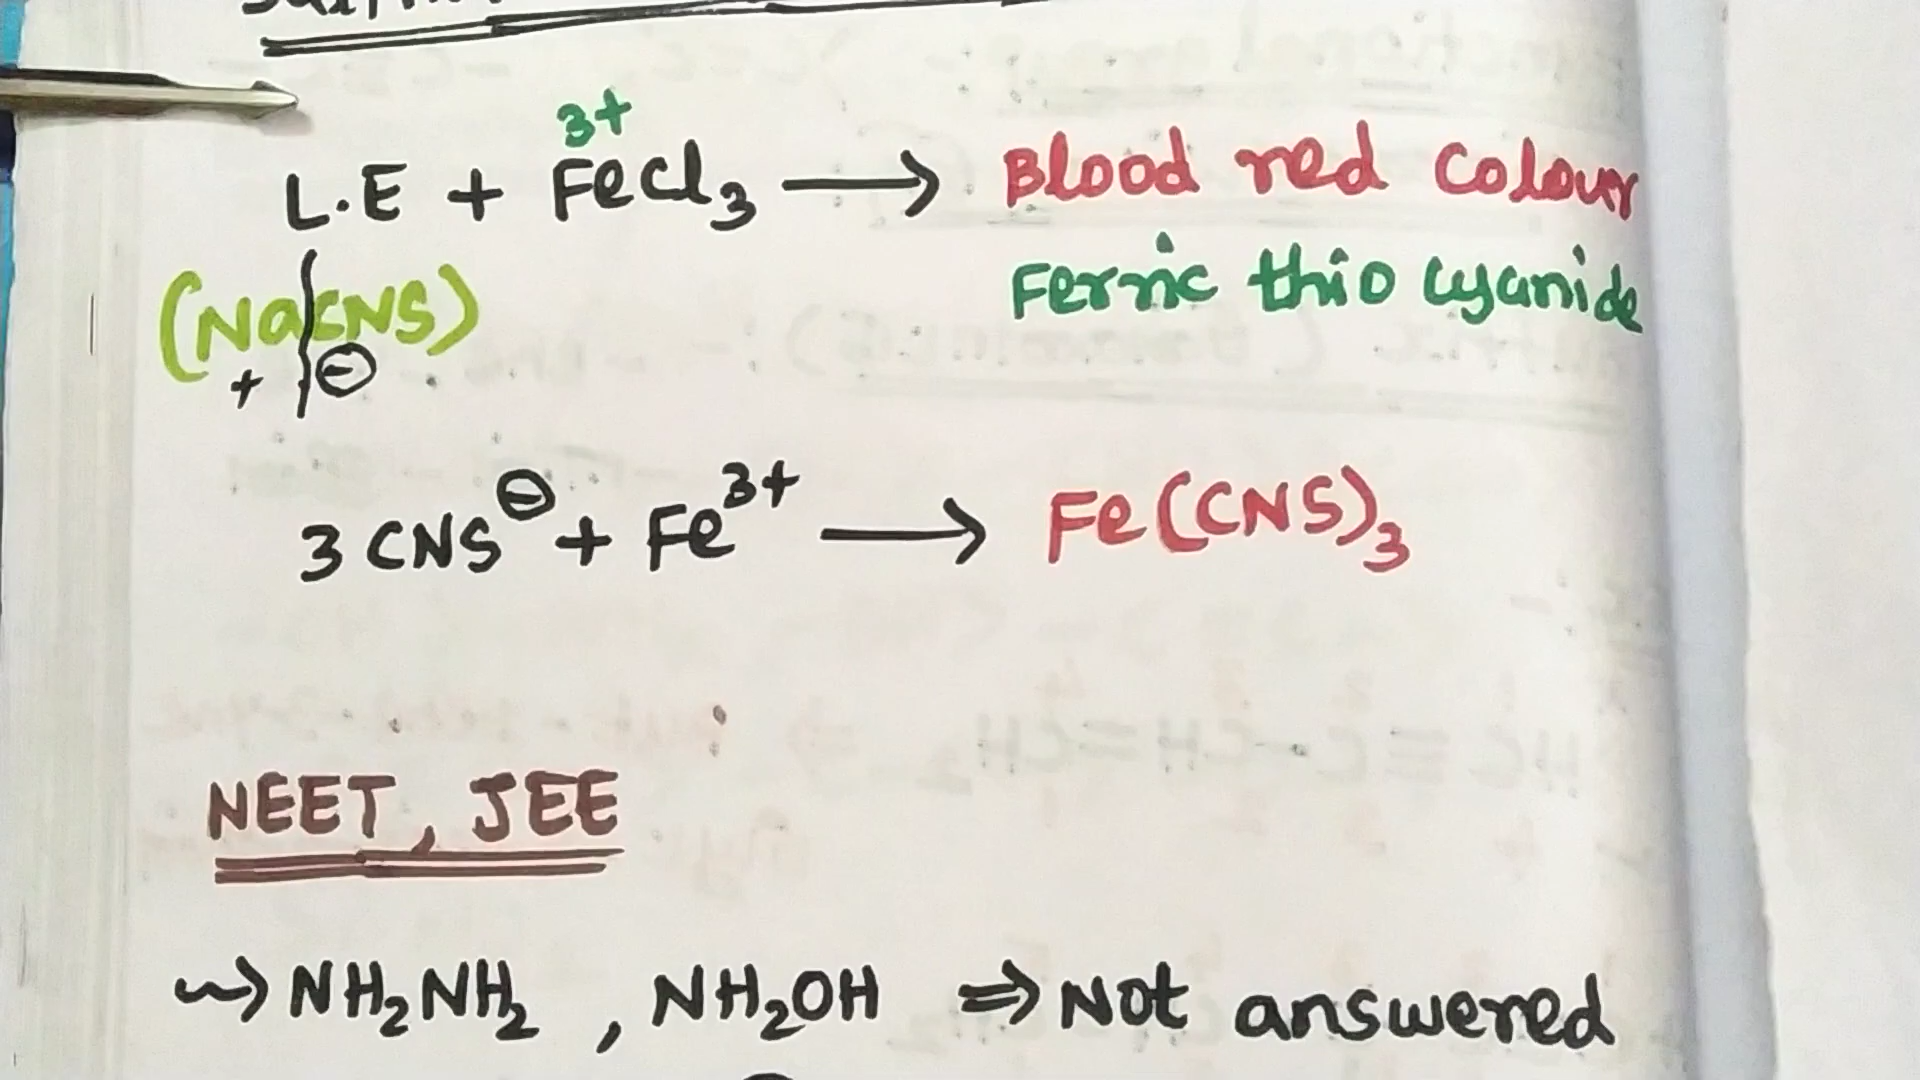 3+
L.E + FeCl₃ ⟶ Blood red colour
(NaCNS) Ferric thio cyanide
+ ⊖
3 CNS⊖ + Fe³⁺ ⟶ Fe(CNS)₃
NEET, JEE
⇝ NH₂NH₂ , NH₂OH ⇒ Not answered